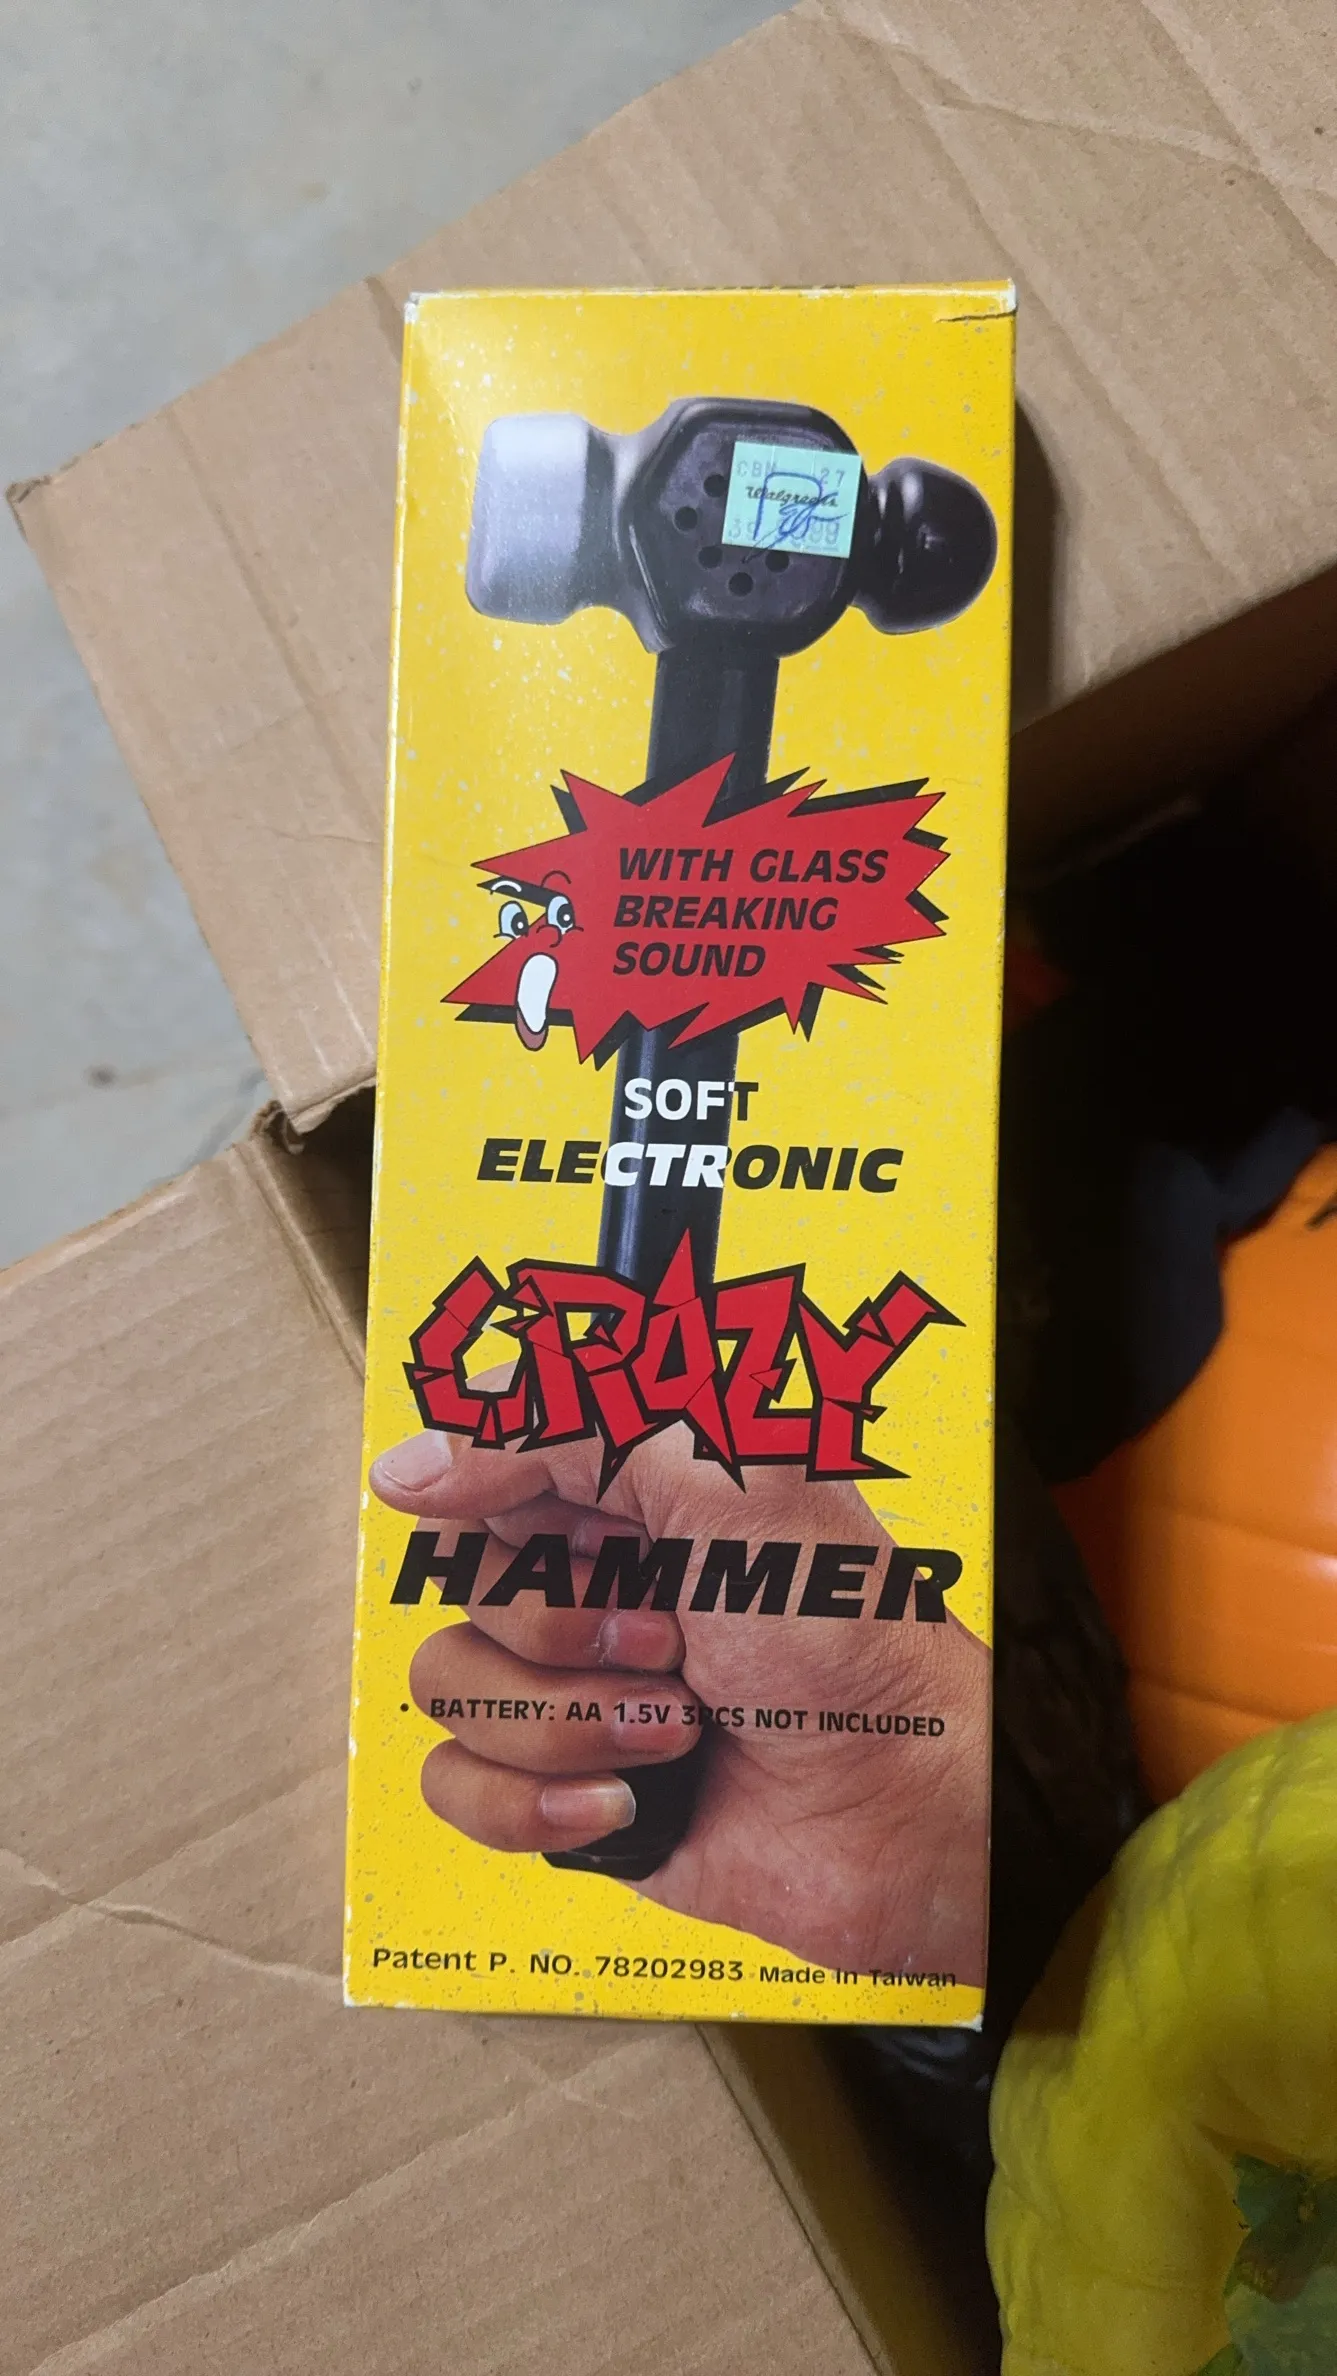 Walgreens
WITH GLASS
BREAKING
SOUND
SOFT
ELECTRONIC
CRAZY
HAMMER
• BATTERY: AA 1.5V 3PCS NOT INCLUDED
Patent P. NO. 78202983 Made in Taiwan